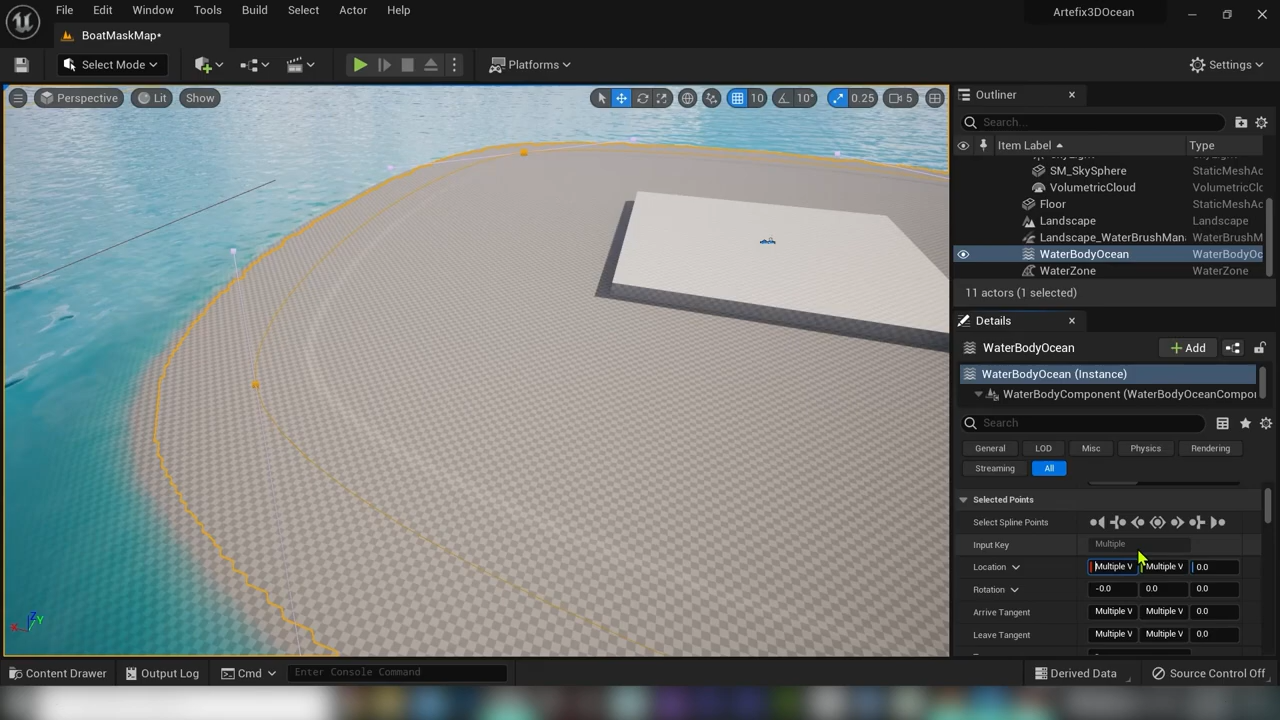 File Edit Window Tools Build Select Actor Help
Artefix3DOcean
BoatMaskMap*
Select Mode
Platforms
Settings
Perspective Lit Show
10 10° 0.25 5
Outliner
Search...
Item Label Type
SM_SkySphere StaticMeshAc
VolumetricCloud VolumetricClo
Floor StaticMeshAc
Landscape Landscape
Landscape_WaterBrushMana WaterBrushM
WaterBodyOcean WaterBodyOc
WaterZone WaterZone
11 actors (1 selected)
Details
WaterBodyOcean
Add
WaterBodyOcean (Instance)
WaterBodyComponent (WaterBodyOceanCompor
Search
General LOD Misc Physics Rendering
Streaming All
Selected Points
Select Spline Points
Input Key Multiple
Location Multiple V Multiple V 0.0
Rotation -0.0 0.0 0.0
Arrive Tangent Multiple V Multiple V 0.0
Leave Tangent Multiple V Multiple V 0.0
X Z Y
Content Drawer Output Log Cmd Enter Console Command Derived Data Source Control Off